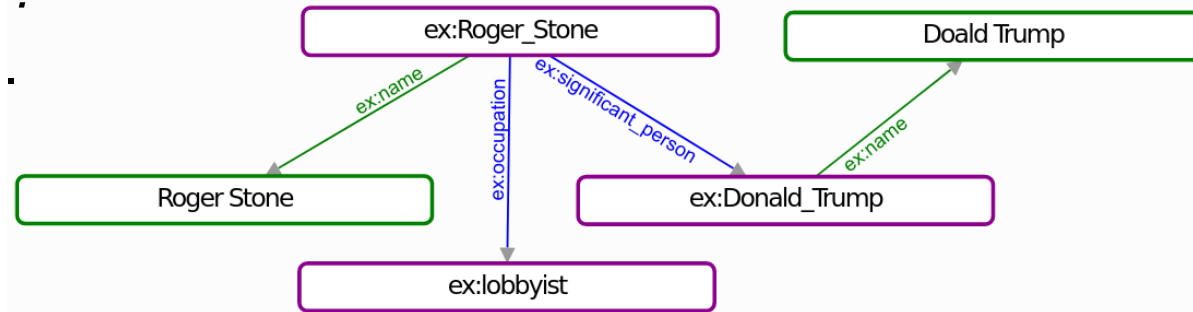 ex:Roger_Stone
Doald Trump
ex:name
ex:occupation
ex:significant_person
ex:name
Roger Stone
ex:Donald_Trump
ex:lobbyist